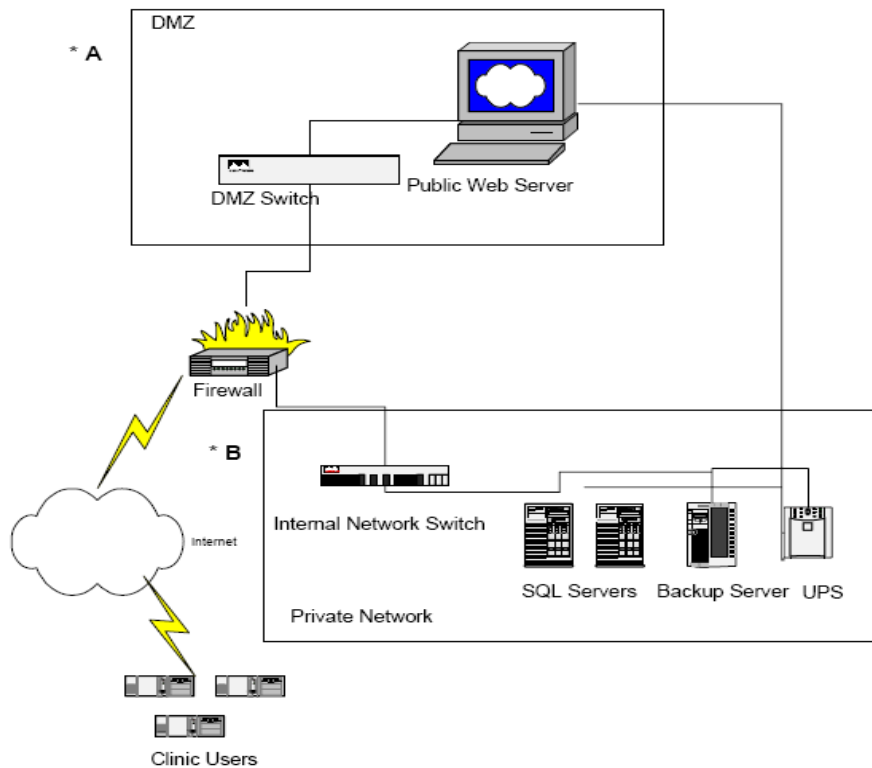 DMZ
* A
Public Web Server
DMZ Switch
Firewall
* B
Internal Network Switch
Internet
SQL Servers
Backup Server
UPS
Private Network
Clinic Users